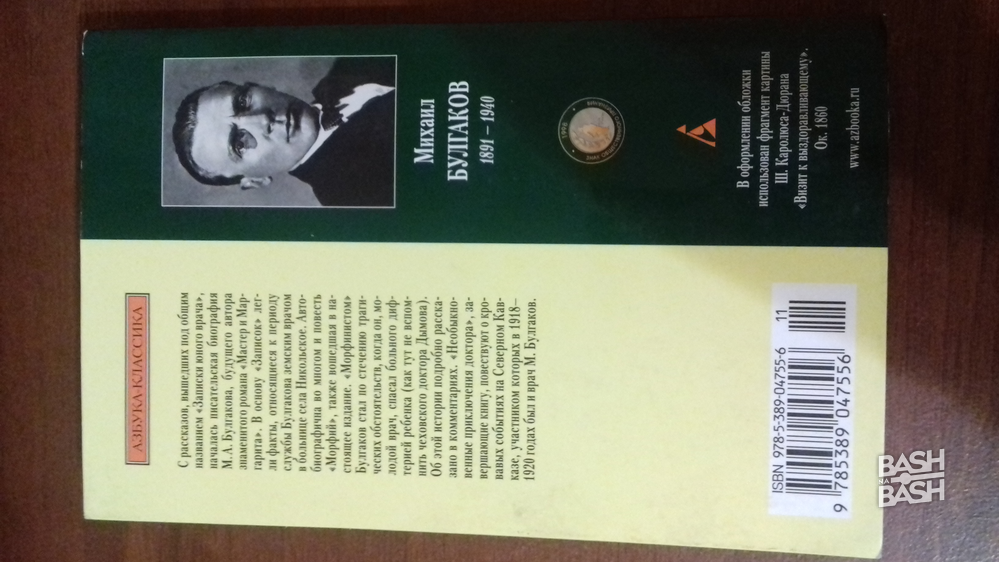 Михаил
БУЛГАКОВ
1891 – 1940
1908
В оформлении обложки
использован фрагмент картины
Ш. Каролюса-Дюрана
«Визит к выздоравливающему».
Ок. 1860
www.azbooka.ru
АЗБУКА-КЛАССИКА
С рассказов, вышедших под общим
названием «Записки юного врача»,
началась писательская биография
М. А. Булгакова, будущего автора
знаменитого романа «Мастер и Мар-
гарита». В основу «Записок» лег-
ли факты, относящиеся к периоду
службы Булгакова земским врачом
в больнице села Никольское. Авто-
биографична во многом и повесть
«Морфий», также вошедшая в на-
стоящее издание. «Морфинистом»
Булгаков стал по стечению траги-
ческих обстоятельств, когда он, мо-
лодой врач, спасал больного диф-
терией ребенка (как тут не вспом-
нить чеховского доктора Дымова).
Об этой истории подробно расска-
зано в комментариях. «Необыкно-
венные приключения доктора», за-
вершающие книгу, повествуют о кро-
вавых событиях на Северном Кав-
казе, участником которых в 1918–
1920 годах был и врач М. Булгаков.
ISBN 978-5-389-04755-6
11
9 785389 047556
BASH
NA
BASH